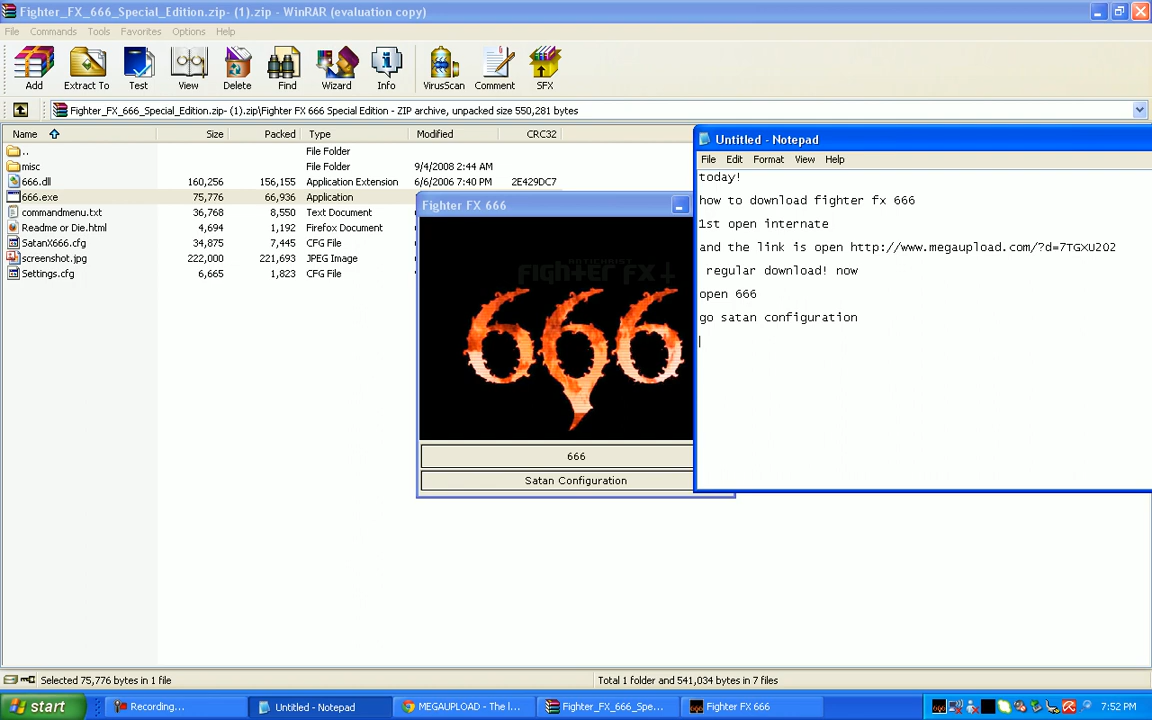 Fighter_FX_666_Special_Edition.zip- (1).zip - WinRAR (evaluation copy)
File Commands Tools Favorites Options Help
Add Extract To Test View Delete Find Wizard Info VirusScan Comment SFX
Fighter_FX_666_Special_Edition.zip- (1).zip\Fighter FX 666 Special Edition - ZIP archive, unpacked size 550,281 bytes
Name Size Packed Type Modified CRC32
.. File Folder
misc File Folder 9/4/2008 2:44 AM
666.dll 160,256 156,155 Application Extension 6/6/2006 7:40 PM 2E429DC7
666.exe 75,776 66,936 Application
commandmenu.txt 36,768 8,550 Text Document
Readme or Die.html 4,694 1,192 Firefox Document
SatanX666.cfg 34,875 7,445 CFG File
screenshot.jpg 222,000 221,693 JPEG Image
Settings.cfg 6,665 1,823 CFG File
Fighter FX 666
ANTICHRIST
FIGHTER FX
666
666
Satan Configuration
Untitled - Notepad
File Edit Format View Help
today!
how to download fighter fx 666
1st open internate
and the link is open http://www.megaupload.com/?d=7TGXU2O2
regular download! now
open 666
go satan configuration
Selected 75,776 bytes in 1 file
Total 1 folder and 541,034 bytes in 7 files
start
Recording...
Untitled - Notepad
MEGAUPLOAD - The l...
Fighter_FX_666_Spe...
Fighter FX 666
7:52 PM